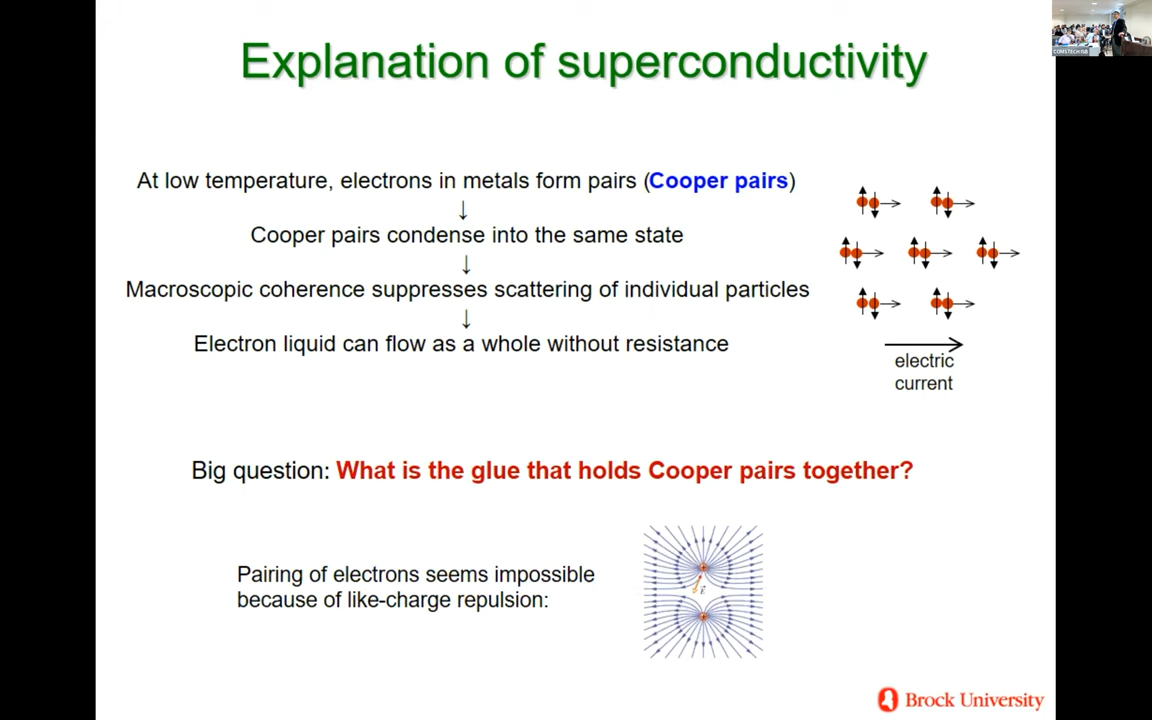 COMSTECH ISB
Explanation of superconductivity
At low temperature, electrons in metals form pairs (Cooper pairs)
↓
Cooper pairs condense into the same state
↓
Macroscopic coherence suppresses scattering of individual particles
↓
Electron liquid can flow as a whole without resistance
electric
current
Big question: What is the glue that holds Cooper pairs together?
Pairing of electrons seems impossible
because of like-charge repulsion:
+
E
+
Brock University